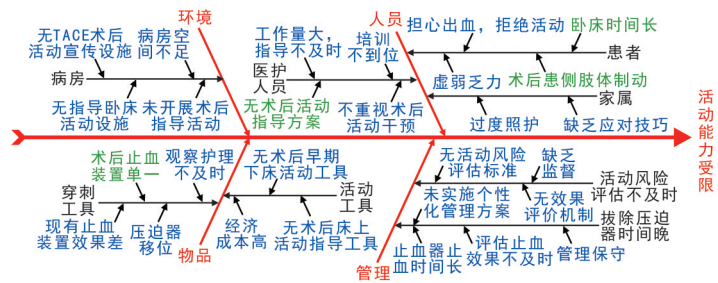 环境
人员
无TACE术后
活动宣传设施
病房空
间不足
工作量大，
指导不及时
培训
不到位
担心出血，拒绝活动
卧床时间长
病房
医护
人员
患者
虚弱乏力
术后患侧肢体制动
家属
无指导卧床
活动设施
未开展术后
指导活动
无术后活动
指导方案
不重视术后
活动干预
过度照护
缺乏应对技巧
活动能力受限
术后止血
装置单一
观察护理
不及时
无术后早期
下床活动工具
无活动风险
评估标准
缺乏
监督
活动风险
评估不及时
穿刺
工具
活动
工具
未实施个性
化管理方案
无效果
评价机制
拔除压迫
器时间晚
现有止血
装置效果差
压迫器
移位
经济
成本高
无术后床上
活动指导工具
止血器止
血时间长
评估止血
效果不及时
管理保守
物品
管理